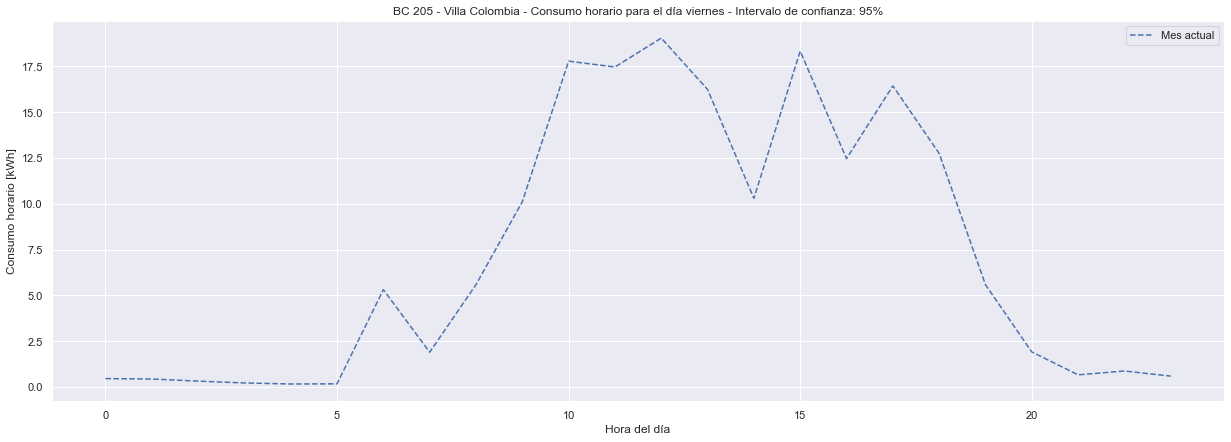 BC 205 - Villa Colombia - Consumo horario para el día viernes - Intervalo de confianza: 95%
Mes actual
Consumo horario [kWh]
17.5
15.0
12.5
10.0
7.5
5.0
2.5
0.0
0 5 10 15 20
Hora del día